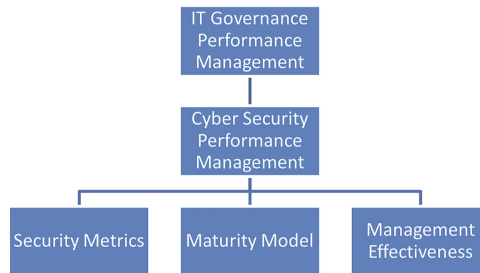 IT Governance
Performance
Management
Cyber Security
Performance
Management
Security Metrics
Maturity Model
Management
Effectiveness